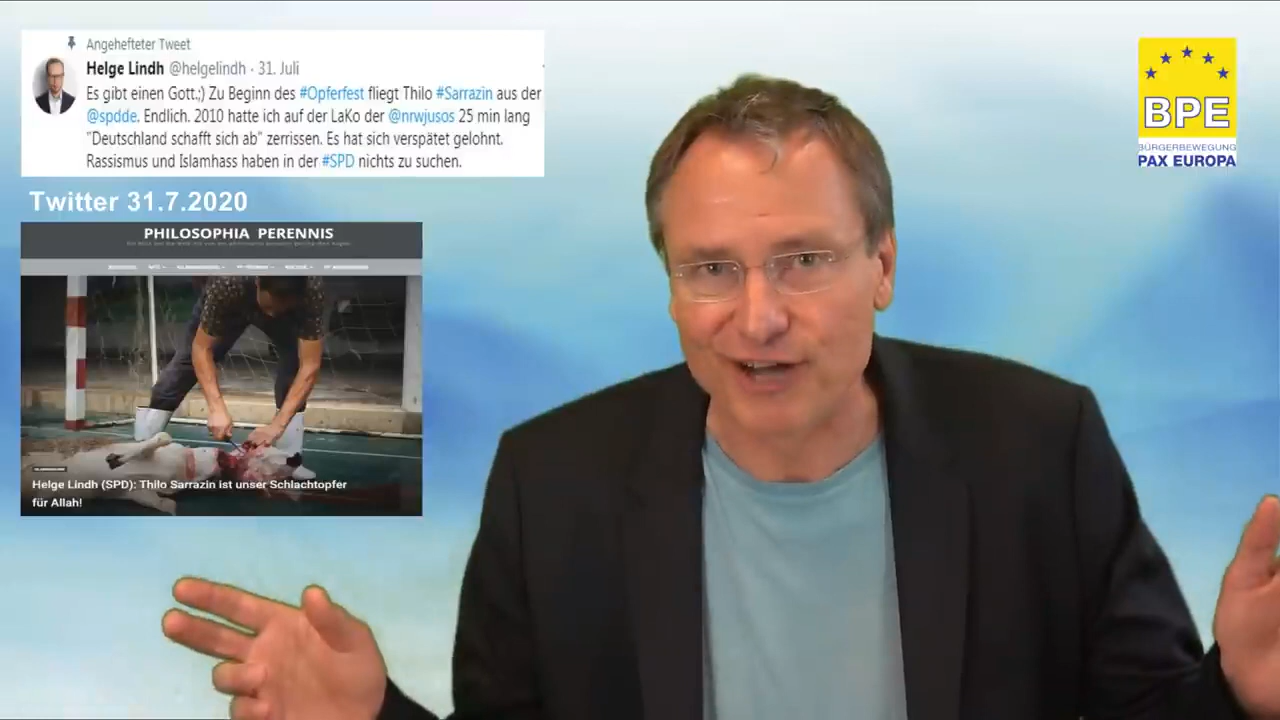 Angehefteter Tweet
Helge Lindh @helgelindh · 31. Juli
Es gibt einen Gott.;) Zu Beginn des #Opferfest fliegt Thilo #Sarrazin aus der
@spdde. Endlich. 2010 hatte ich auf der LaKo der @nrwjusos 25 min lang
"Deutschland schafft sich ab" zerrissen. Es hat sich verspätet gelohnt.
Rassismus und Islamhass haben in der #SPD nichts zu suchen.
Twitter 31.7.2020
PHILOSOPHIA PERENNIS
Helge Lindh (SPD): Thilo Sarrazin ist unser Schlachtopfer
für Allah!
BPE
BÜRGERBEWEGUNG
PAX EUROPA